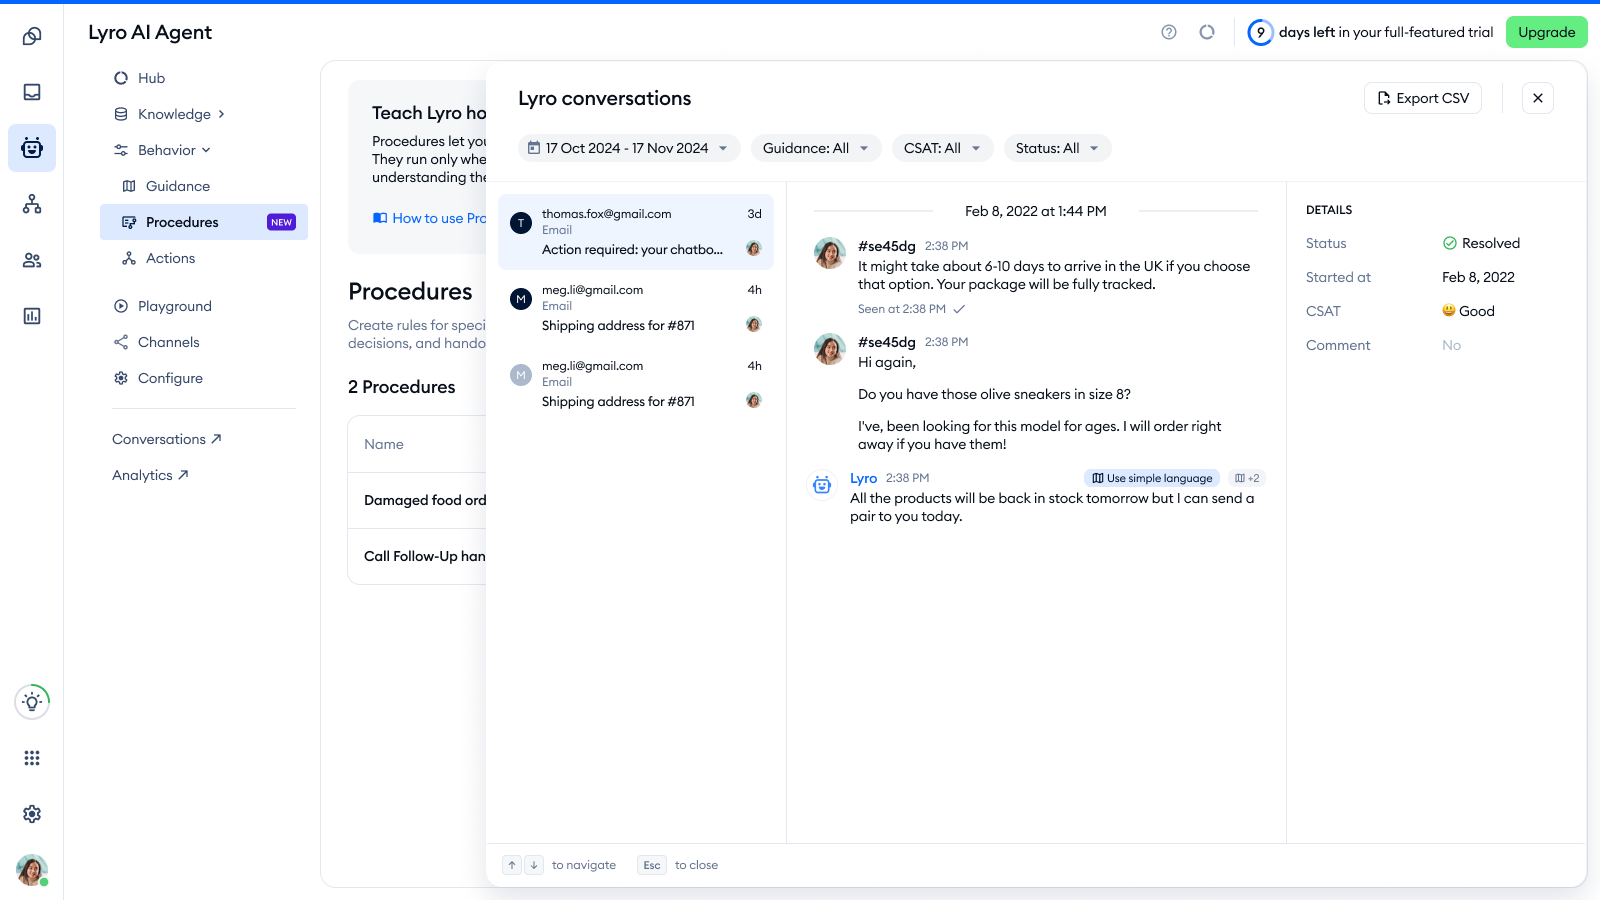 Lyro AI Agent
9 days left in your full-featured trial
Upgrade
Hub
Knowledge
Behavior
Guidance
Procedures NEW
Actions
Playground
Channels
Configure
Conversations
Analytics
Teach Lyro ho
Procedures let you
They run only whe
understanding the
How to use Pro
Procedures
Create rules for speci
decisions, and hando
2 Procedures
Name
Damaged food ord
Call Follow-Up han
Lyro conversations
Export CSV
17 Oct 2024 - 17 Nov 2024
Guidance: All
CSAT: All
Status: All
T
thomas.fox@gmail.com 3d
Email
Action required: your chatbo...
M
meg.li@gmail.com 4h
Email
Shipping address for #871
M
meg.li@gmail.com 4h
Email
Shipping address for #871
Feb 8, 2022 at 1:44 PM
#se45dg 2:38 PM
It might take about 6-10 days to arrive in the UK if you choose
that option. Your package will be fully tracked.
Seen at 2:38 PM
#se45dg 2:38 PM
Hi again,
Do you have those olive sneakers in size 8?
I've, been looking for this model for ages. I will order right
away if you have them!
Lyro 2:38 PM Use simple language +2
All the products will be back in stock tomorrow but I can send a
pair to you today.
DETAILS
Status Resolved
Started at Feb 8, 2022
CSAT 😃 Good
Comment No
↑ ↓ to navigate Esc to close